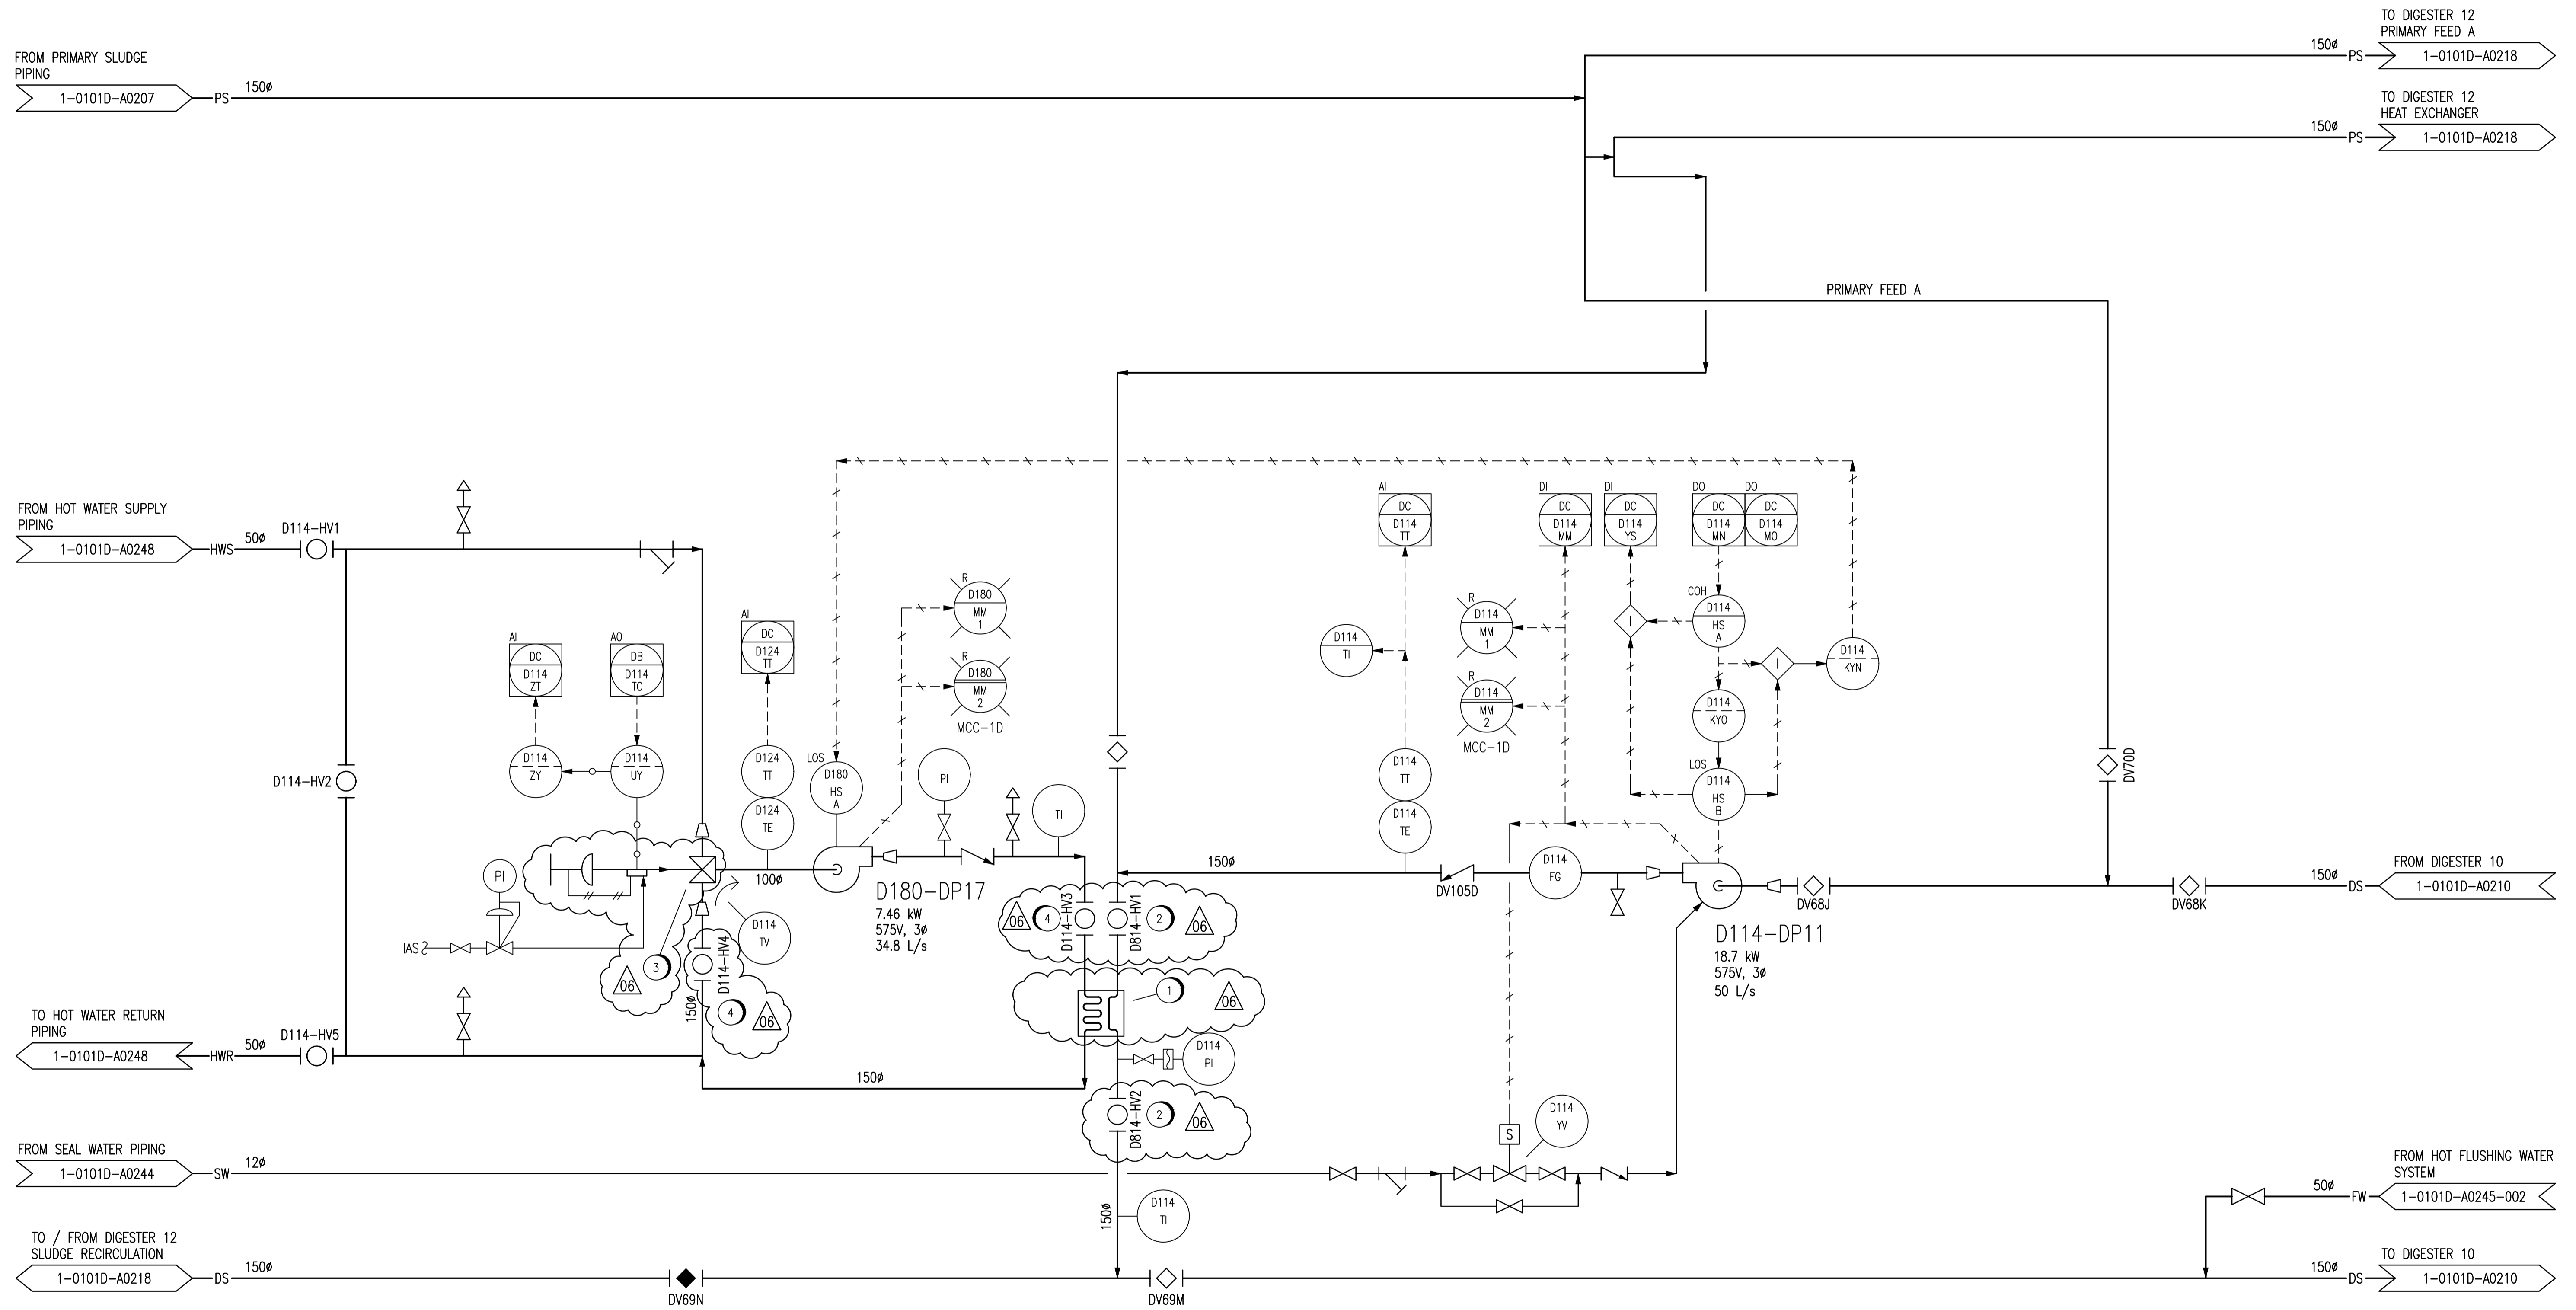 TO DIGESTER 12
PRIMARY FEED A
150ø
PS
1-0101D-A0218
FROM PRIMARY SLUDGE
PIPING
1-0101D-A0207
PS
150ø
TO DIGESTER 12
HEAT EXCHANGER
150ø
PS
1-0101D-A0218
PRIMARY FEED A
FROM HOT WATER SUPPLY
PIPING
1-0101D-A0248
HWS
50ø
D114-HV1
D114-HV2
AI
DC
D114
ZT
AO
DB
D114
TC
D114
ZY
D114
UY
AI
DC
D124
TT
D124
TT
D124
TE
LOS
D180
HS
A
R
D180
MM
1
R
D180
MM
2
MCC-1D
PI
TI
PI
IAS
100ø
D180-DP17
7.46 kW
575V, 3ø
34.8 L/s
D114
TV
3
06
D114-HV4
150ø
4
06
06
4
D114-HV3
D814-HV1
2
06
1
06
D114
PI
D814-HV2
2
06
150ø
AI
DC
D114
TT
D114
TI
D114
TT
D114
TE
DI
DC
D114
MM
DI
DC
D114
YS
DO
DC
D114
MN
DO
DC
D114
MO
R
D114
MM
1
R
D114
MM
2
MCC-1D
COH
D114
HS
A
I
I
D114
KYN
D114
KYO
LOS
D114
HS
B
150ø
DV105D
D114
FG
D114-DP11
18.7 kW
575V, 3ø
50 L/s
DV68J
DV70D
DV68K
FROM DIGESTER 10
150ø
DS
1-0101D-A0210
TO HOT WATER RETURN
PIPING
1-0101D-A0248
HWR
50ø
D114-HV5
FROM SEAL WATER PIPING
1-0101D-A0244
SW
12ø
S
D114
YV
D114
TI
150ø
FROM HOT FLUSHING WATER
SYSTEM
50ø
FW
1-0101D-A0245-002
TO / FROM DIGESTER 12
SLUDGE RECIRCULATION
1-0101D-A0218
DS
150ø
DV69N
DV69M
TO DIGESTER 10
150ø
DS
1-0101D-A0210